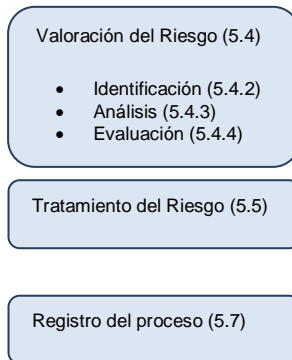 Valoración del Riesgo (5.4)
• Identificación (5.4.2)
• Análisis (5.4.3)
• Evaluación (5.4.4)
Tratamiento del Riesgo (5.5)
Registro del proceso (5.7)